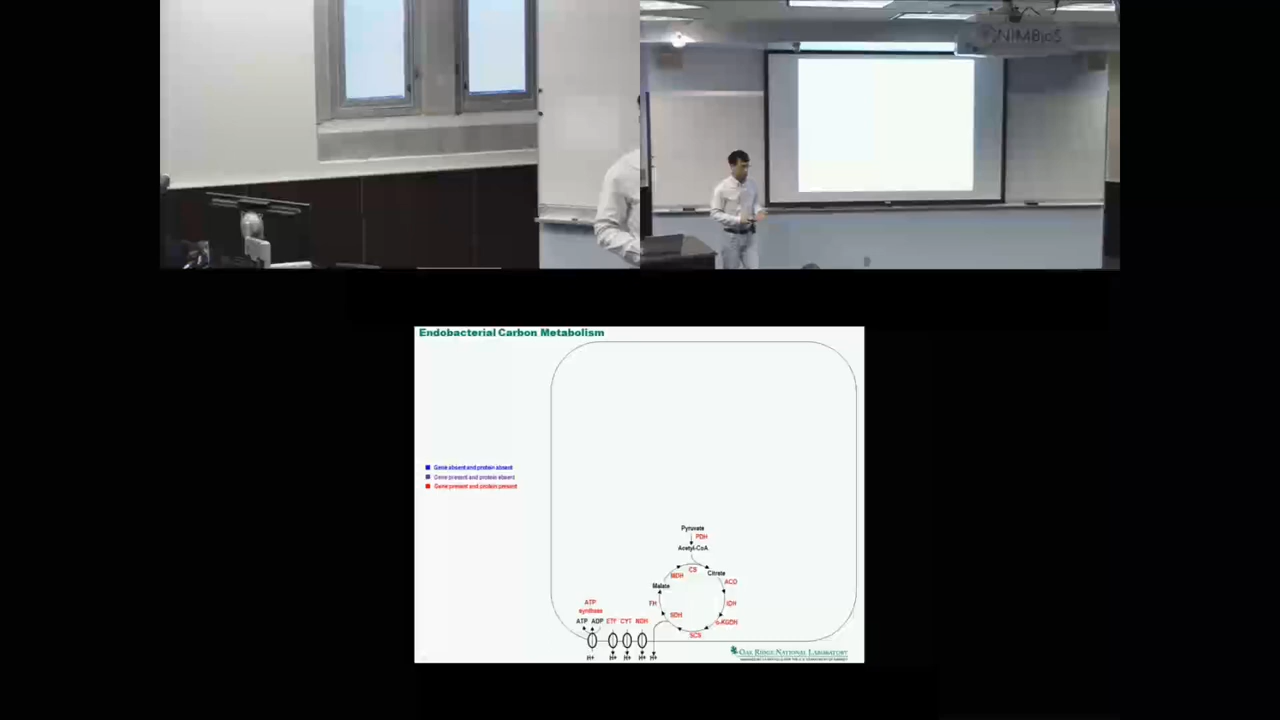 NIMBioS
Endobacterial Carbon Metabolism
Gene absent and protein absent
Gene present and protein absent
Gene present and protein present
Pyruvate
PDH
Acetyl-CoA
CS
Citrate
MDH
ACO
Malate
FH
IDH
SDH
α-KGDH
SCS
ATP
synthase
ATP ADP ETF CYT NDH
H+ H+ H+ H+ H+
OAK RIDGE NATIONAL LABORATORY